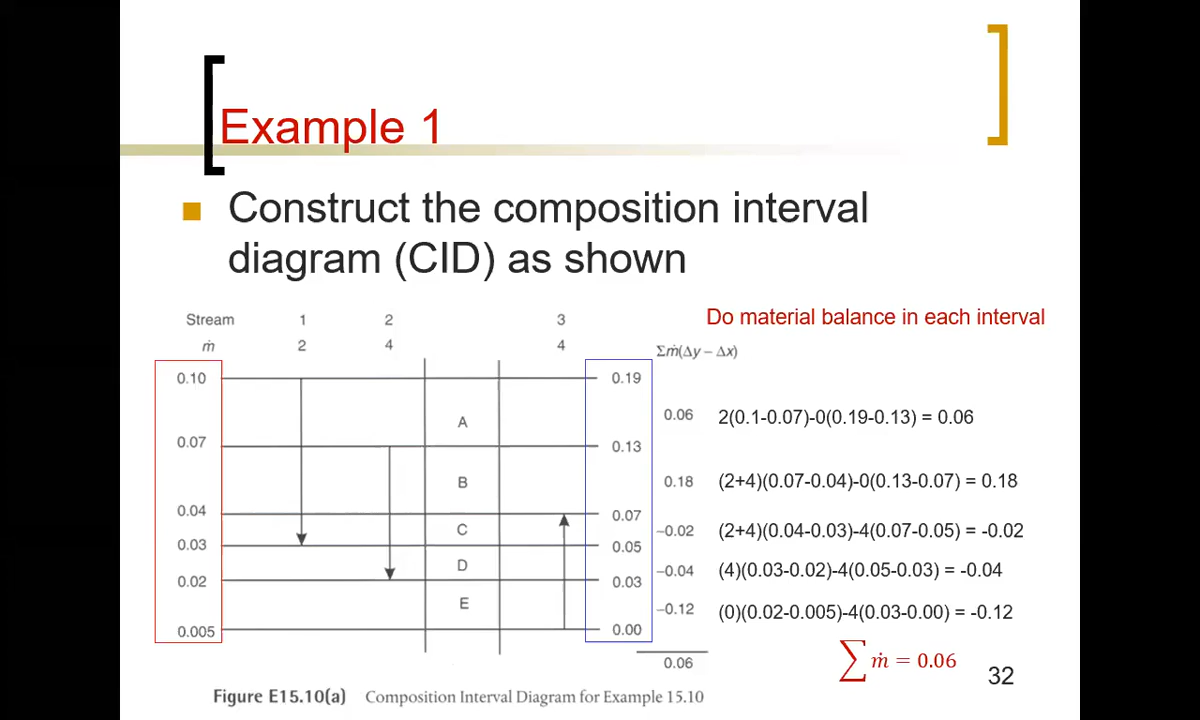 Example 1
Construct the composition interval
diagram (CID) as shown
Stream 1 2 3
ṁ 2 4 4
Do material balance in each interval
Σṁ(Δy – Δx)
0.10 0.19
A 0.06 2(0.1-0.07)-0(0.19-0.13) = 0.06
0.07 0.13
B 0.18 (2+4)(0.07-0.04)-0(0.13-0.07) = 0.18
0.04 0.07
C –0.02 (2+4)(0.04-0.03)-4(0.07-0.05) = -0.02
0.03 0.05
D –0.04 (4)(0.03-0.02)-4(0.05-0.03) = -0.04
0.02 0.03
E –0.12 (0)(0.02-0.005)-4(0.03-0.00) = -0.12
0.005 0.00
0.06
∑ ṁ = 0.06
32
Figure E15.10(a) Composition Interval Diagram for Example 15.10